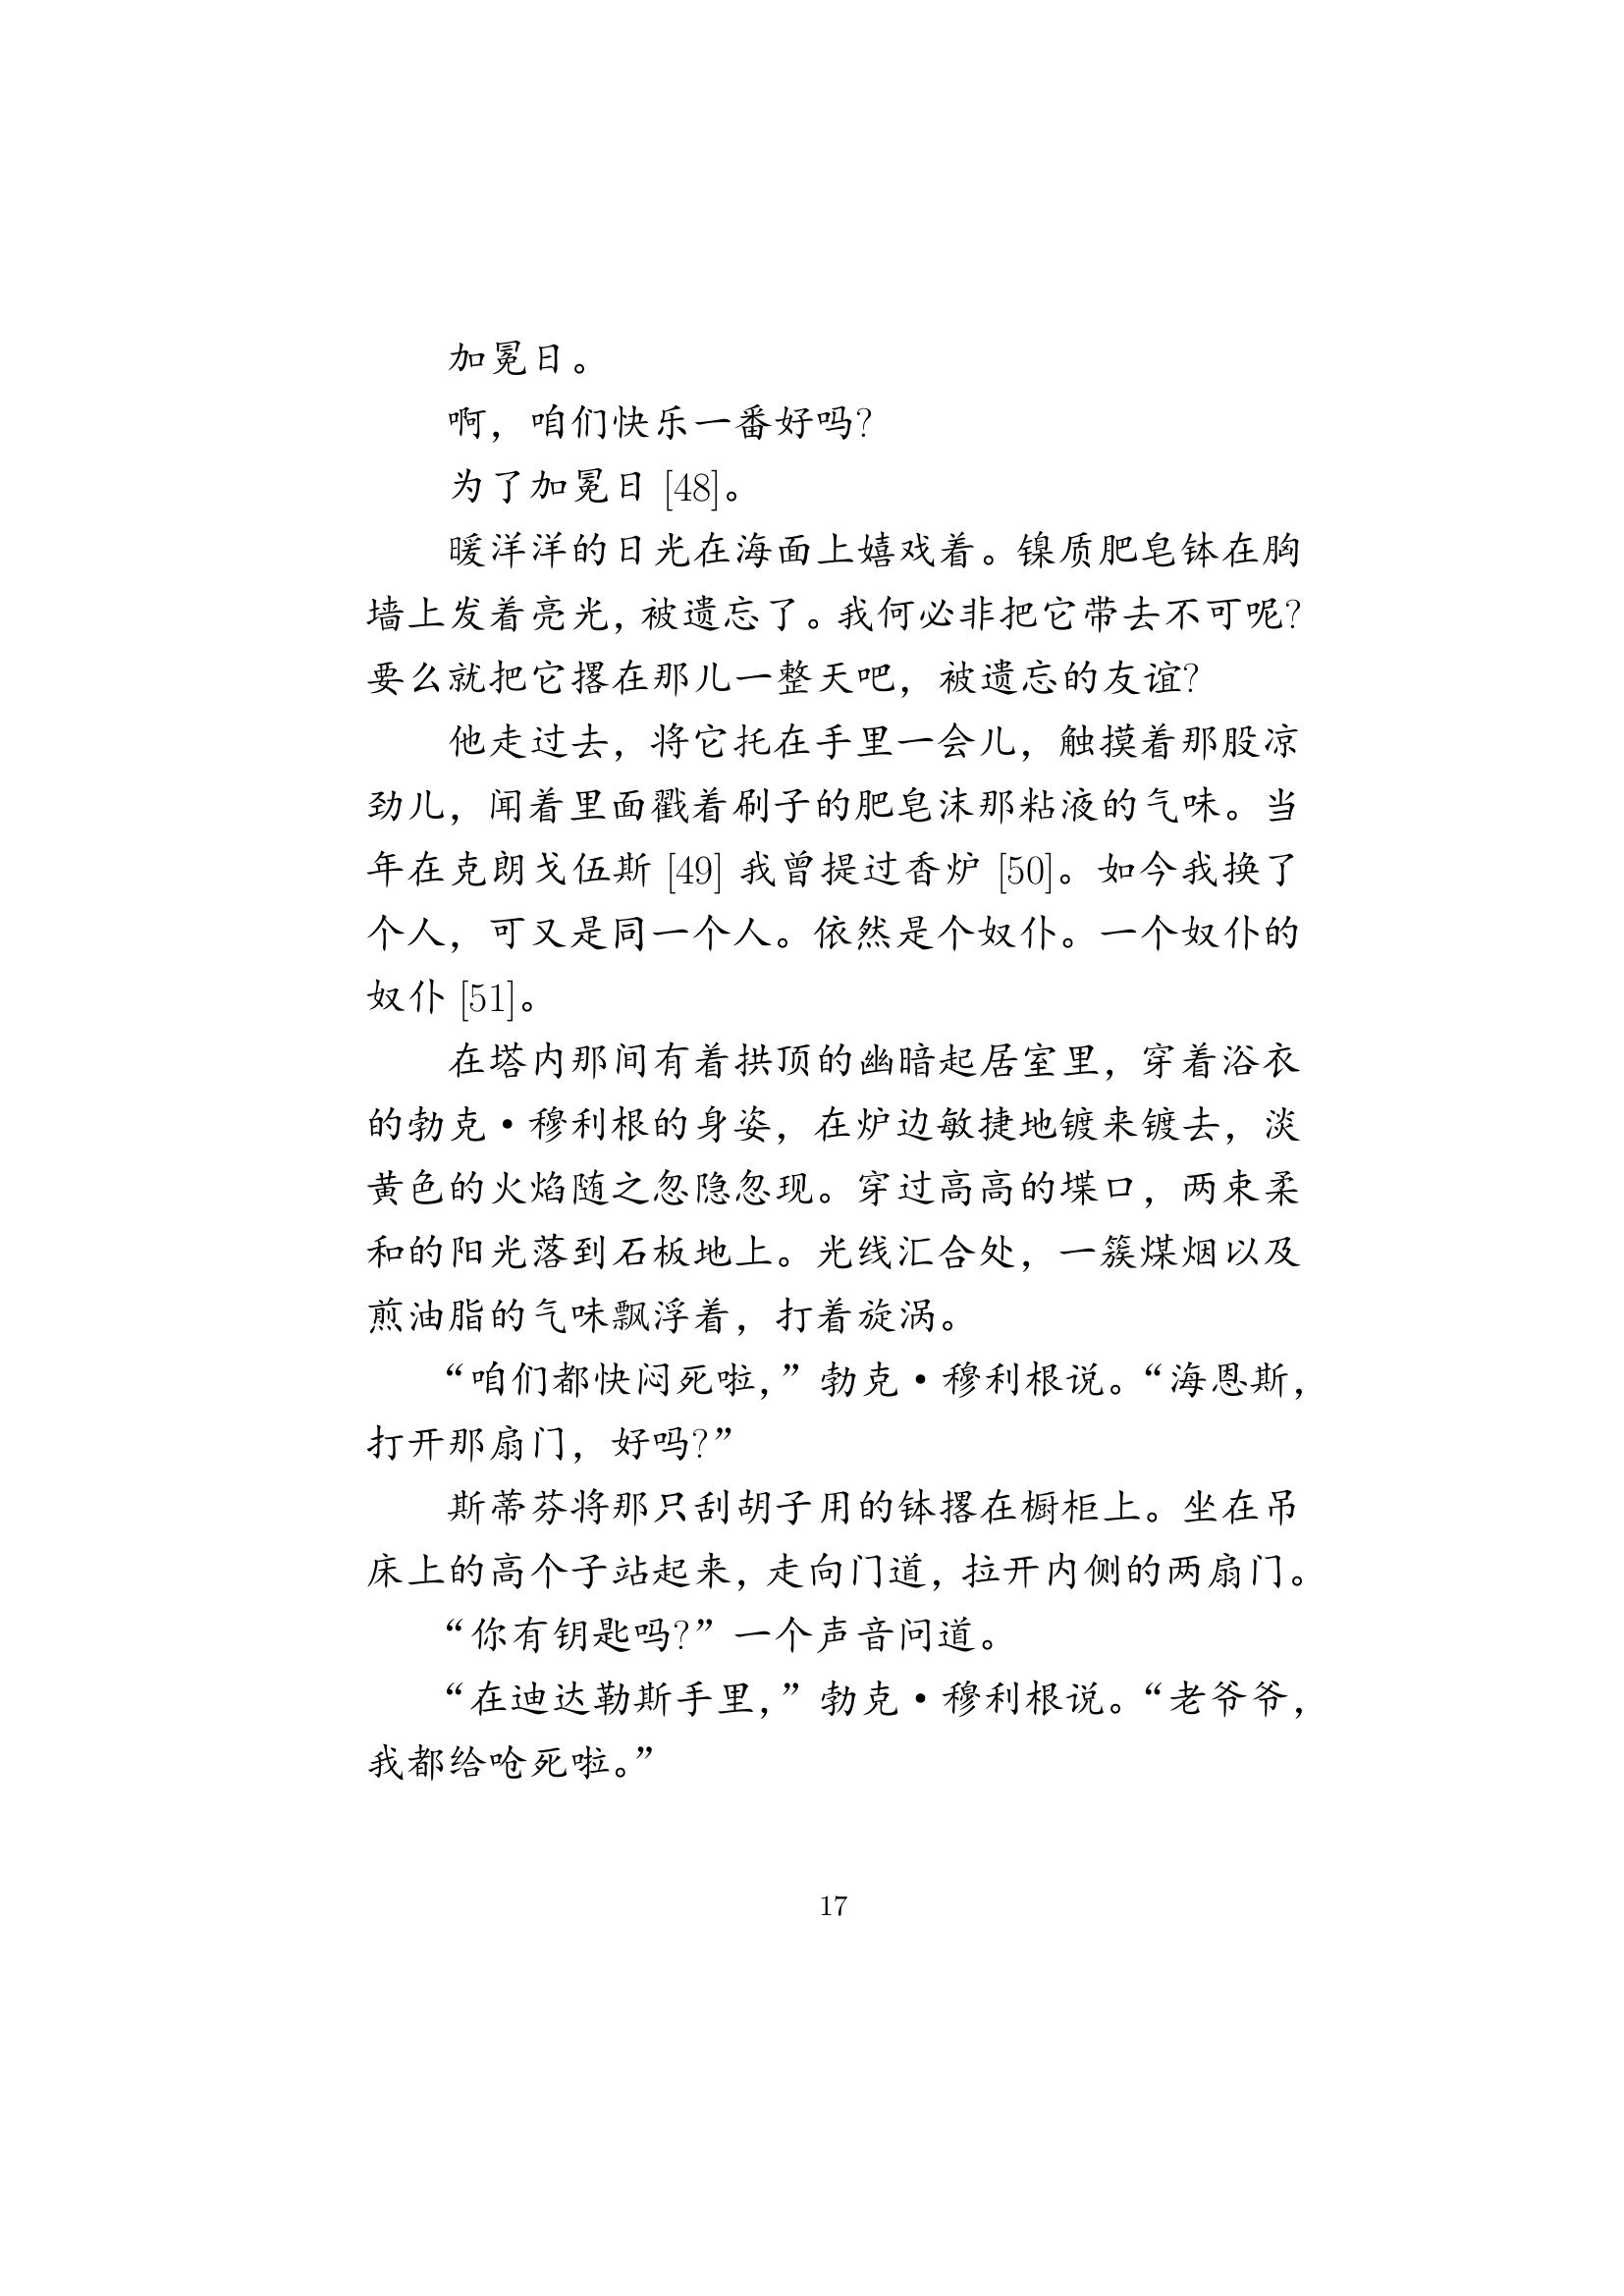 加冕日。
啊，咱们快乐一番好吗?
为了加冕日 [48]。
暖洋洋的日光在海面上嬉戏着。镍质肥皂钵在胸
墙上发着亮光，被遗忘了。我何必非把它带去不可呢?
要么就把它撂在那儿一整天吧，被遗忘的友谊?
他走过去，将它托在手里一会儿，触摸着那股凉
劲儿，闻着里面戳着刷子的肥皂沫那粘液的气味。当
年在克朗戈伍斯 [49] 我曾提过香炉 [50]。如今我换了
个人，可又是同一个人。依然是个奴仆。一个奴仆的
奴仆 [51]。
在塔内那间有着拱顶的幽暗起居室里，穿着浴衣
的勃克·穆利根的身姿，在炉边敏捷地镀来镀去，淡
黄色的火焰随之忽隐忽现。穿过高高的堞口，两束柔
和的阳光落到石板地上。光线汇合处，一簇煤烟以及
煎油脂的气味飘浮着，打着旋涡。
“咱们都快闷死啦，”勃克·穆利根说。“海恩斯，
打开那扇门，好吗?”
斯蒂芬将那只刮胡子用的钵撂在橱柜上。坐在吊
床上的高个子站起来，走向门道，拉开内侧的两扇门。
“你有钥匙吗?”一个声音问道。
“在迪达勒斯手里，”勃克·穆利根说。“老爷爷，
我都给呛死啦。”
17